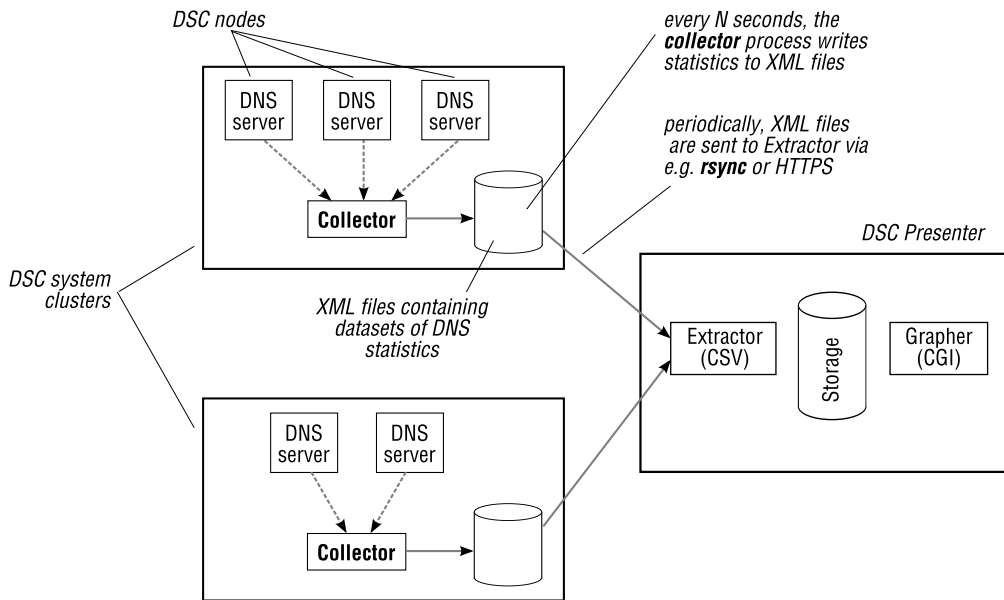 DSC nodes
every N seconds, the
collector process writes
statistics to XML files
DNS
server
DNS
server
DNS
server
periodically, XML files
are sent to Extractor via
e.g. rsync or HTTPS
Collector
DSC Presenter
DSC system
clusters
XML files containing
datasets of DNS
statistics
Extractor
(CSV)
Storage
Grapher
(CGI)
DNS
server
DNS
server
Collector